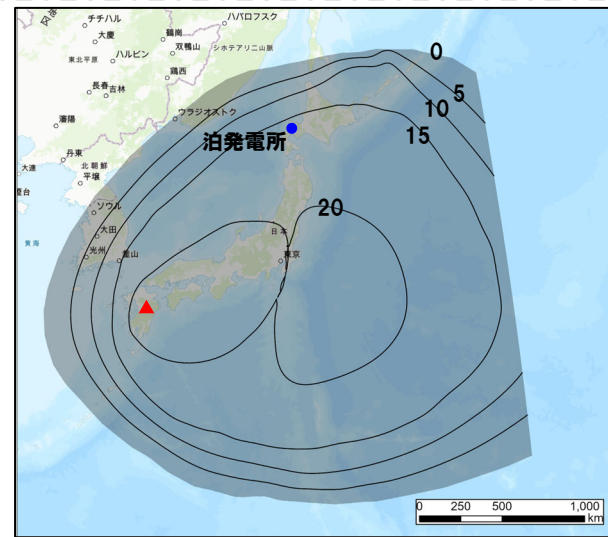 チチハル
ハバロフスク
大慶
鶴崗
双鴨山
シホテアリニ山脈
東北平原
ハルビン
鶏西
長春
吉林
ウラジオストク
瀋陽
丹東
大連
北朝鮮
平壌
ソウル
大田
黄海
光州
釜山
日本
東京
泊発電所
0
5
10
15
20
0 250 500 1,000
km